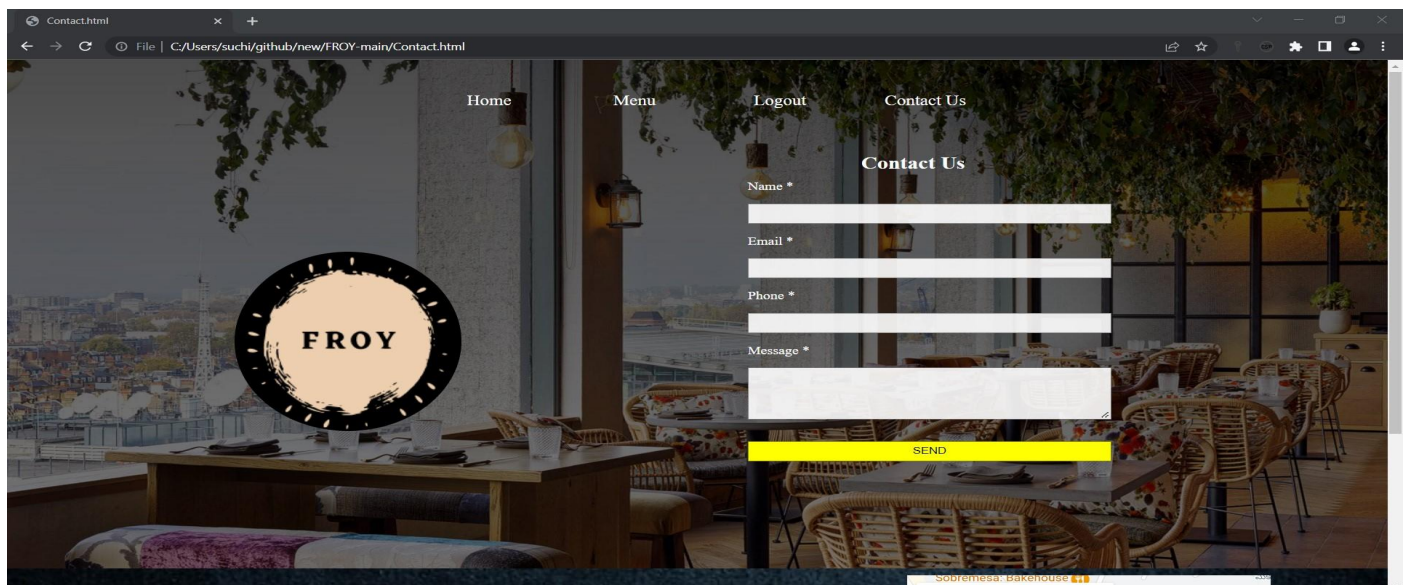 Contact.html
File | C:/Users/suchi/github/new/FROY-main/Contact.html
Home Menu Logout Contact Us
Contact Us
Name *
Email *
Phone *
Message *
SEND
FROY
Sobremesa: Bakehouse